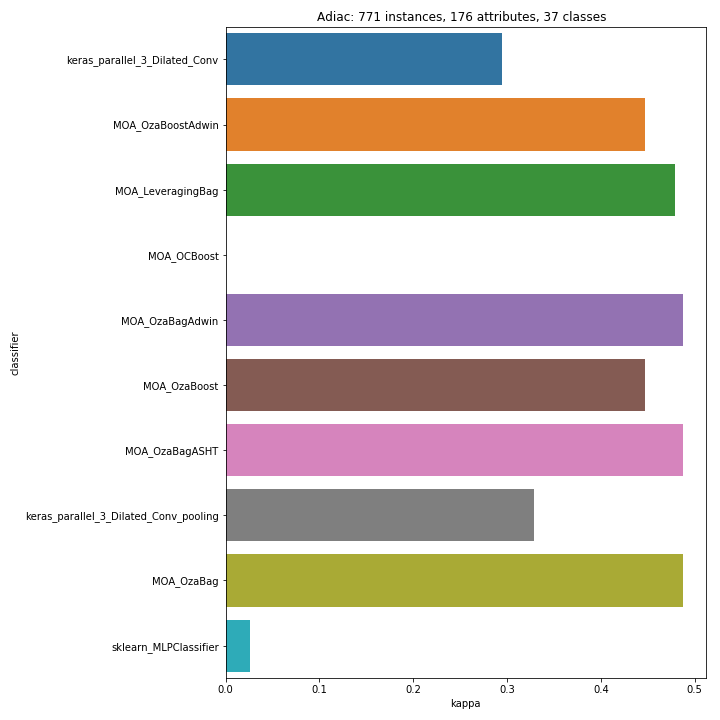 Adiac: 771 instances, 176 attributes, 37 classes
classifier
keras_parallel_3_Dilated_Conv
MOA_OzaBoostAdwin
MOA_LeveragingBag
MOA_OCBoost
MOA_OzaBagAdwin
MOA_OzaBoost
MOA_OzaBagASHT
keras_parallel_3_Dilated_Conv_pooling
MOA_OzaBag
sklearn_MLPClassifier
0.0 0.1 0.2 0.3 0.4 0.5
kappa